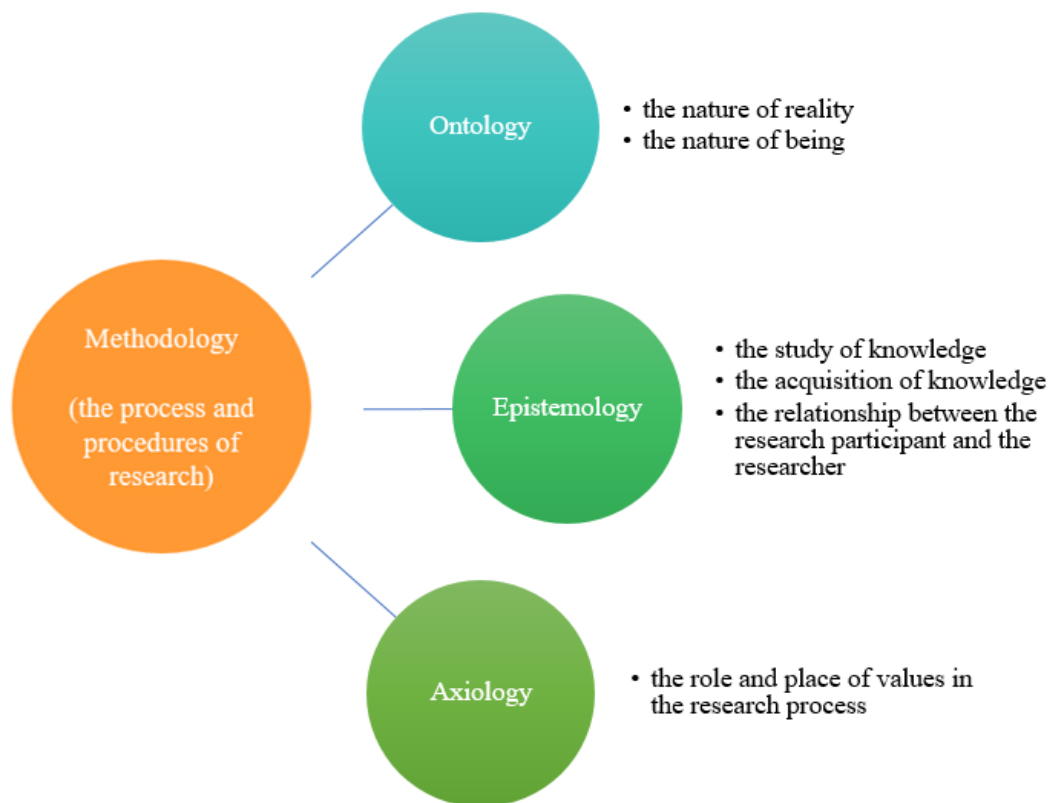 Ontology
• the nature of reality
• the nature of being
Methodology
(the process and
procedures of
research)
Epistemology
• the study of knowledge
• the acquisition of knowledge
• the relationship between the
research participant and the
researcher
Axiology
• the role and place of values in
the research process